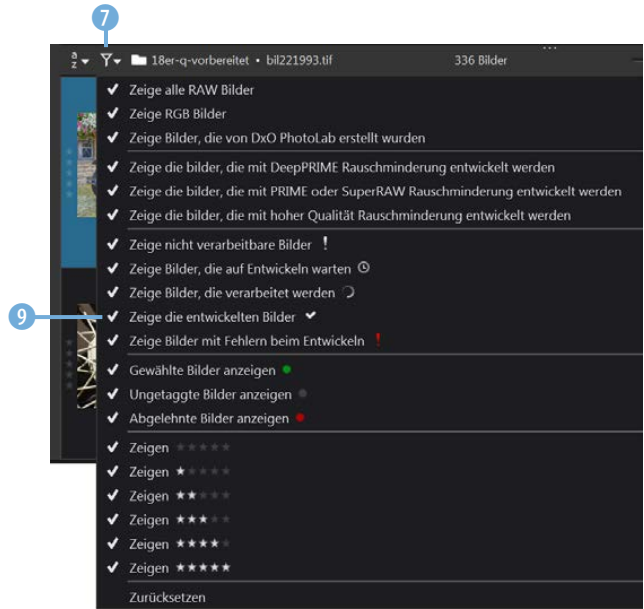 7
a
z
18er-q-vorbereitet • bil221993.tif 336 Bilder
Zeige alle RAW Bilder
Zeige RGB Bilder
Zeige Bilder, die von DxO PhotoLab erstellt wurden
Zeige die bilder, die mit DeepPRIME Rauschminderung entwickelt werden
Zeige die bilder, die mit PRIME oder SuperRAW Rauschminderung entwickelt werden
Zeige die bilder, die mit hoher Qualität Rauschminderung entwickelt werden
Zeige nicht verarbeitbare Bilder !
Zeige Bilder, die auf Entwickeln warten
Zeige Bilder, die verarbeitet werden
9
Zeige die entwickelten Bilder
Zeige Bilder mit Fehlern beim Entwickeln !
Gewählte Bilder anzeigen
Ungetaggte Bilder anzeigen
Abgelehnte Bilder anzeigen
Zeigen
Zeigen
Zeigen
Zeigen
Zeigen
Zeigen
Zurücksetzen